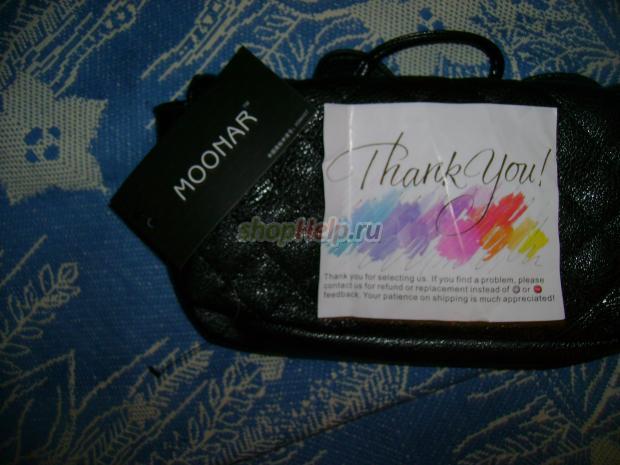 MOONAR™
Thank You!
shopHelp.ru
Thank you for selecting us. If you find a problem, please
contact us for refund or replacement instead of or
feedback. Your patience on shipping is much appreciated!